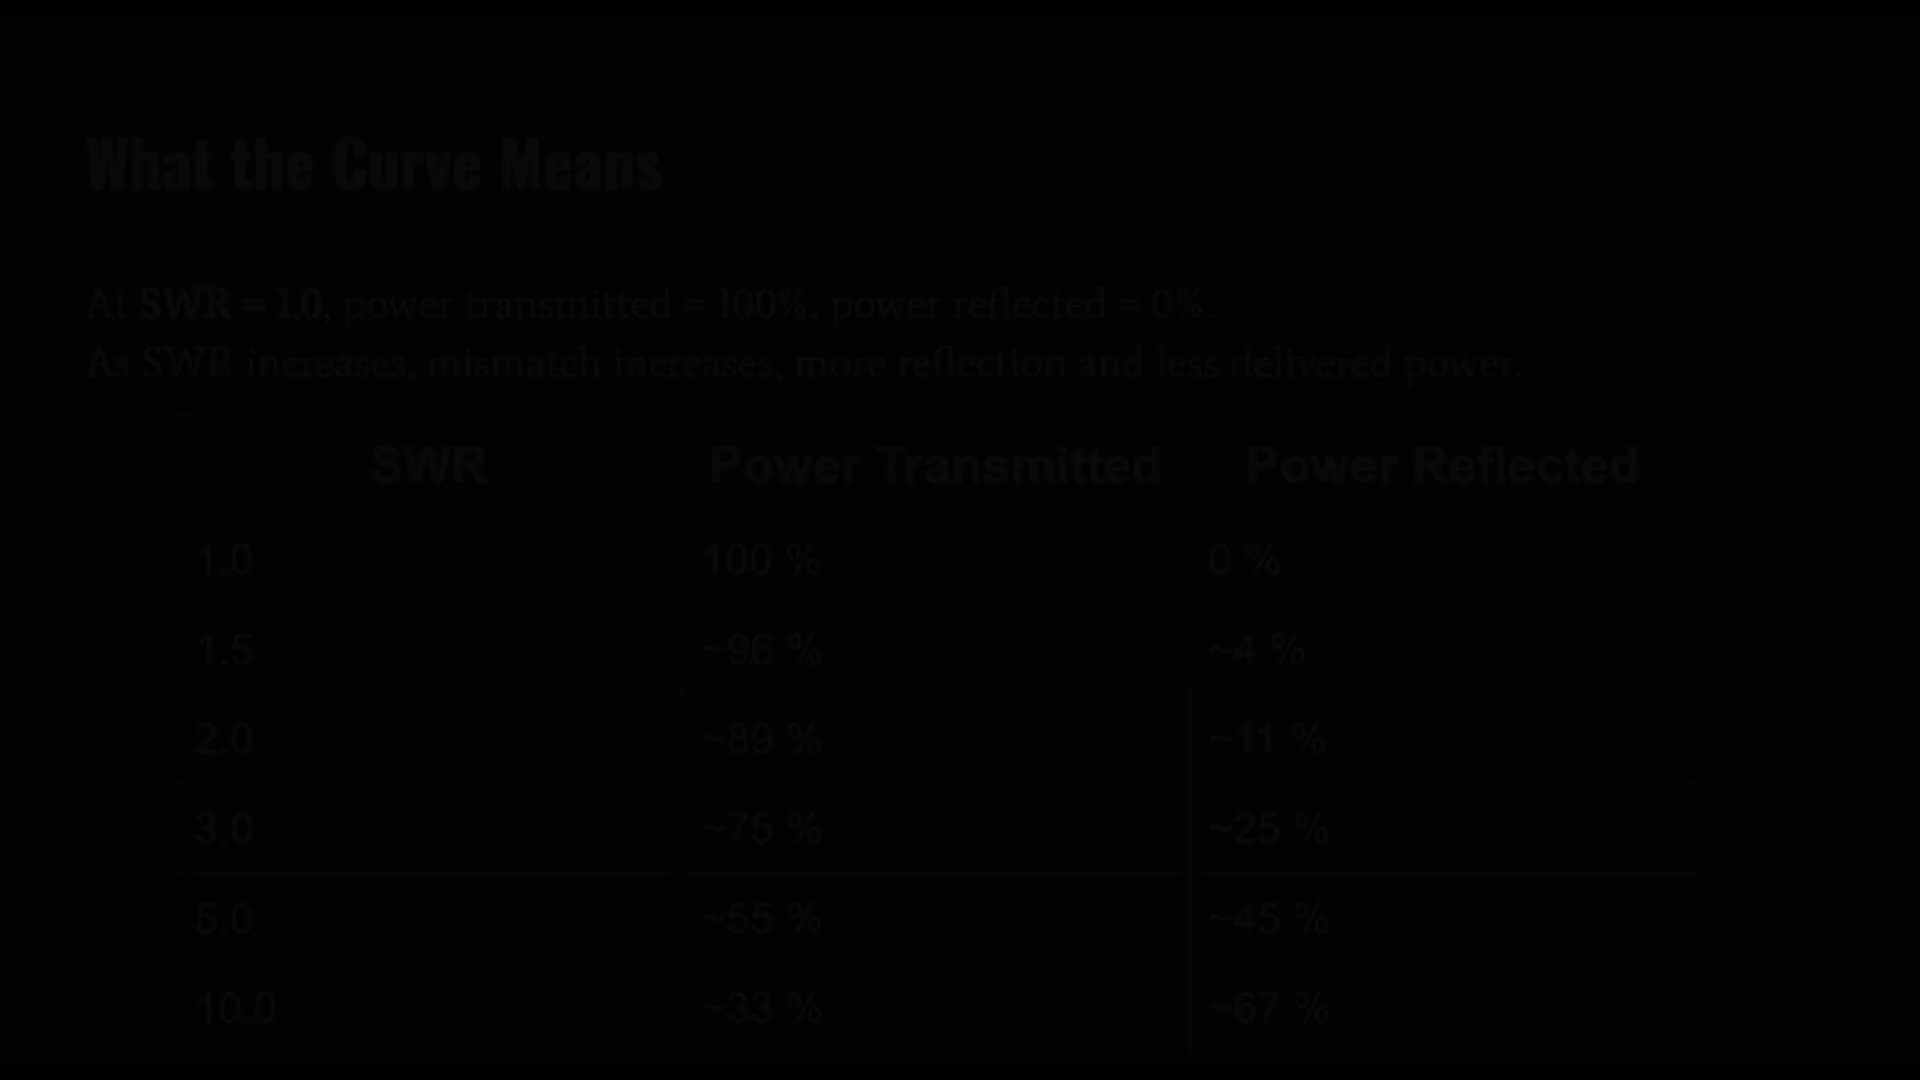 What the Curve Means
At SWR = 1.0, power transmitted = 100%, power reflected = 0%.
As SWR increases, mismatch increases, more reflection and less delivered power.
SWR Power Transmitted Power Reflected
1.0 100 % 0 %
1.5 ~96 % ~4 %
2.0 ~89 % ~11 %
3.0 ~75 % ~25 %
5.0 ~55 % ~45 %
10.0 ~33 % ~67 %